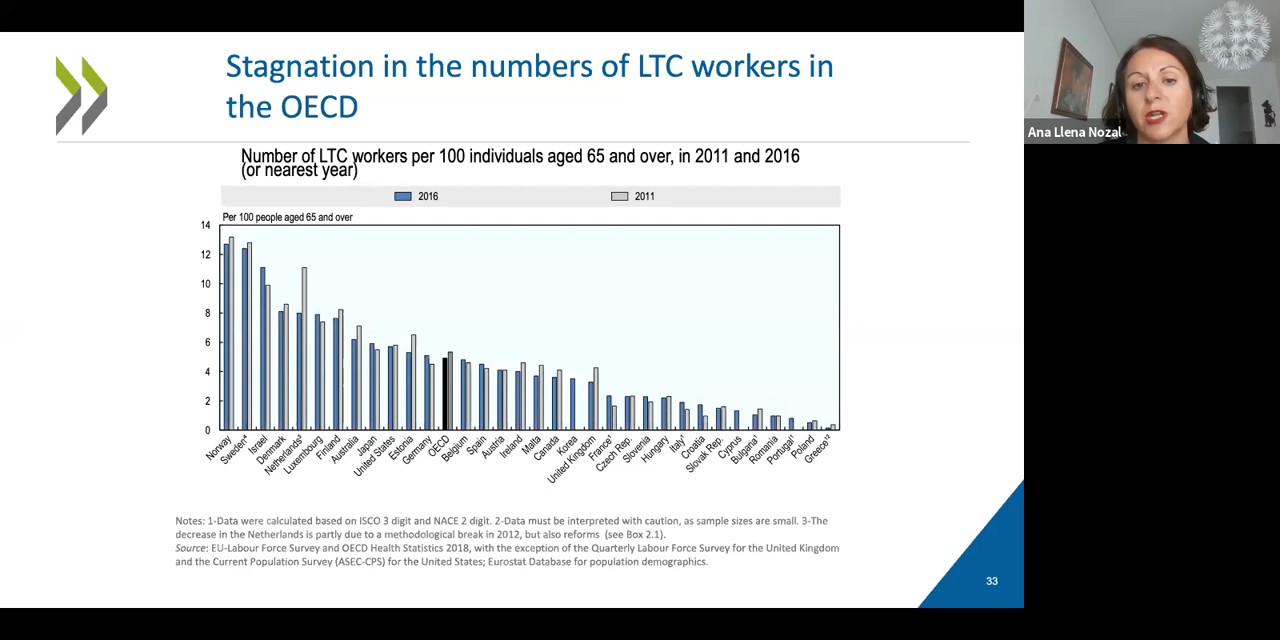 Stagnation in the numbers of LTC workers in
the OECD
Ana Llena Nozal
Number of LTC workers per 100 individuals aged 65 and over, in 2011 and 2016
(or nearest year)
2016
2011
Per 100 people aged 65 and over
14
12
10
8
6
4
2
0
Norway
Sweden⁴
Israel
Denmark
Netherlands³
Luxembourg
Finland
Australia
Japan
United States
Estonia
Germany
OECD
Belgium
Spain
Austria
Ireland
Malta
Canada
Korea
United Kingdom
France¹
Czech Rep.
Slovenia
Hungary
Italy¹
Croatia
Slovak Rep.
Cyprus
Bulgaria¹
Romania
Portugal¹
Poland
Greece¹²
Notes: 1-Data were calculated based on ISCO 3 digit and NACE 2 digit. 2-Data must be interpreted with caution, as sample sizes are small. 3-The
decrease in the Netherlands is partly due to a methodological break in 2012, but also reforms (see Box 2.1).
Source: EU-Labour Force Survey and OECD Health Statistics 2018, with the exception of the Quarterly Labour Force Survey for the United Kingdom
and the Current Population Survey (ASEC-CPS) for the United States; Eurostat Database for population demographics.
33